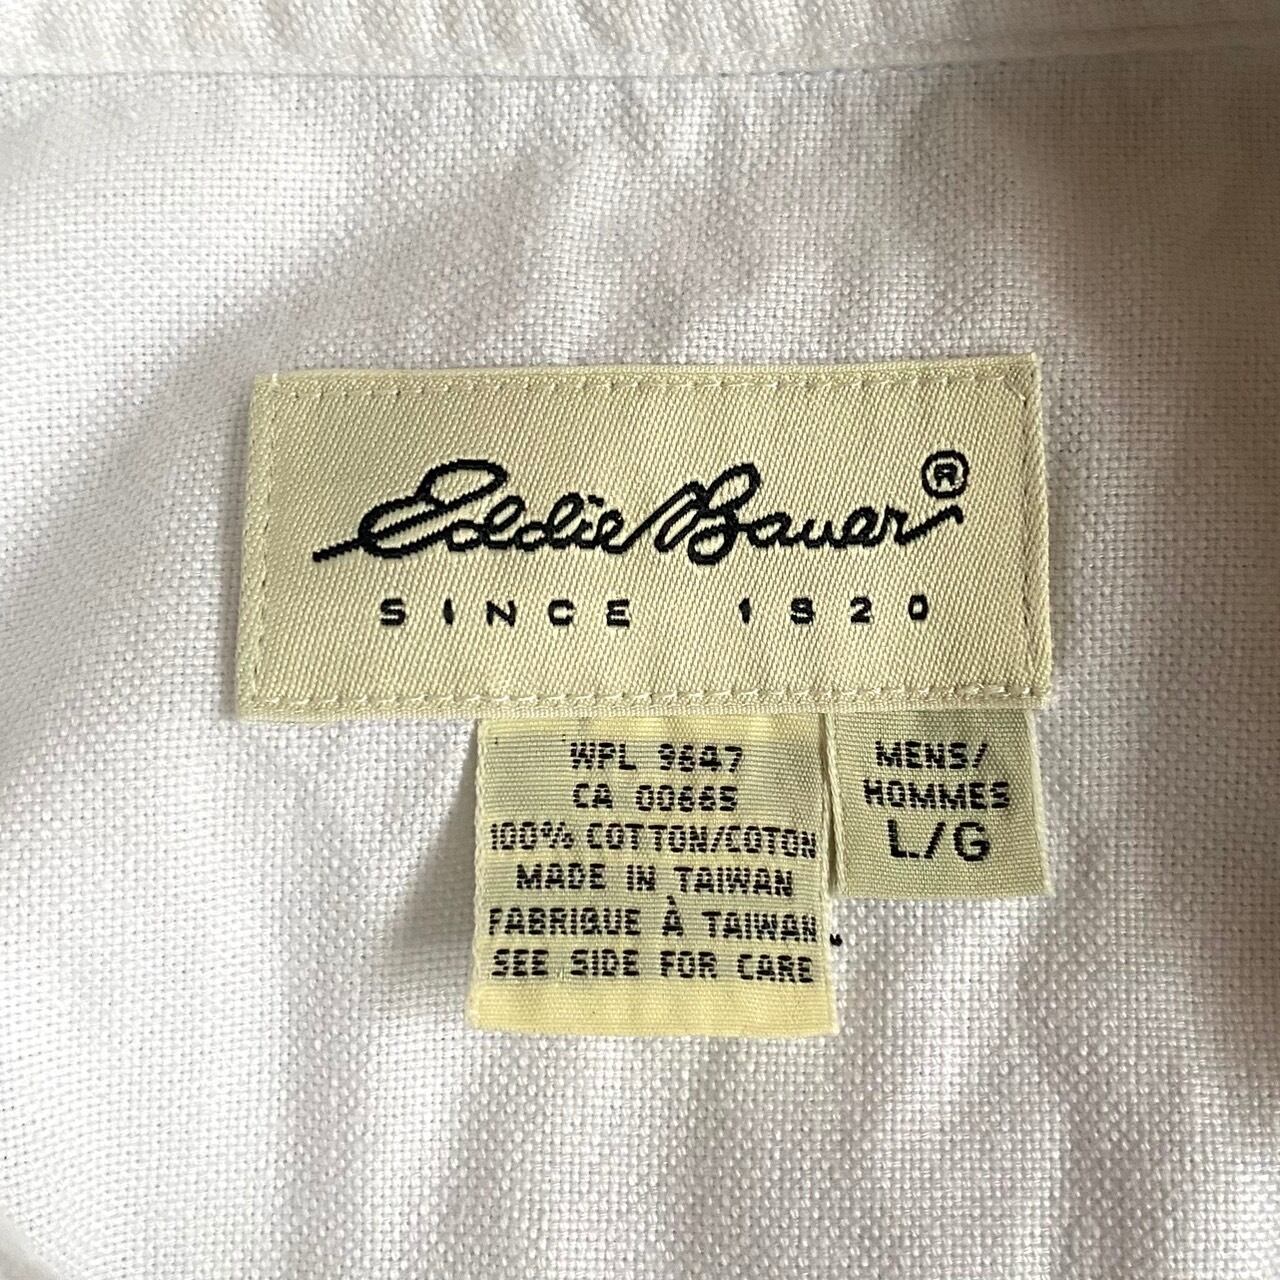 Eddie Bauer®
SINCE 1920
WPL 9647
CA 00665
100% COTTON/COTON
MADE IN TAIWAN
FABRIQUE À TAIWAN
SEE SIDE FOR CARE
MENS/
HOMMES
L/G